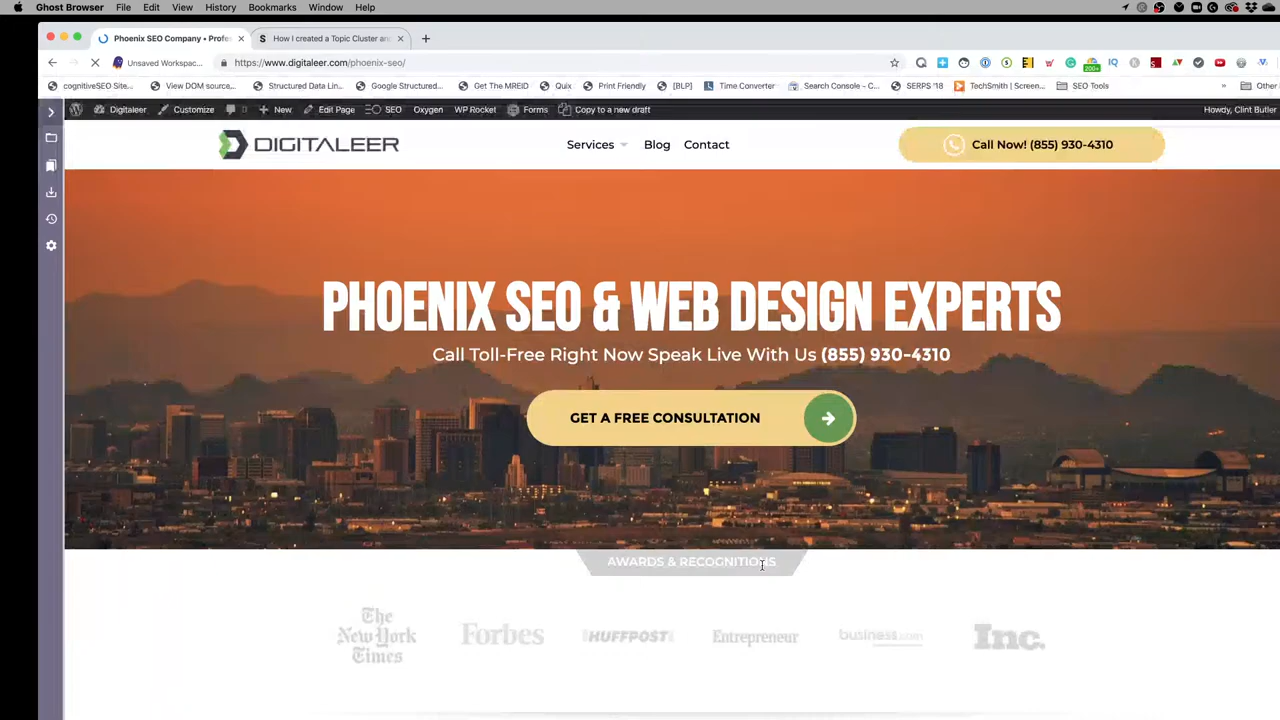 Ghost Browser File Edit View History Bookmarks Window Help
Phoenix SEO Company • Profes
How I created a Topic Cluster an
Unsaved Workspac...
https://www.digitaleer.com/phoenix-seo/
cognitiveSEO Site...
View DOM source...
Structured Data Lin...
Google Structured...
Get The MREID
Quix
Print Friendly
[BLP]
Time Converter
Search Console - C...
SERPS '18
TechSmith | Screen...
SEO Tools
» Other
Digitaleer Customize New Edit Page SEO Oxygen WP Rocket Forms Copy to a new draft Howdy, Clint Butler
DIGITALEER
Services Blog Contact
Call Now! (855) 930-4310
PHOENIX SEO & WEB DESIGN EXPERTS
Call Toll-Free Right Now Speak Live With Us (855) 930-4310
GET A FREE CONSULTATION
AWARDS & RECOGNITIONS
The
New York
Times
Forbes
HUFFPOST
Entrepreneur
business.com
Inc.